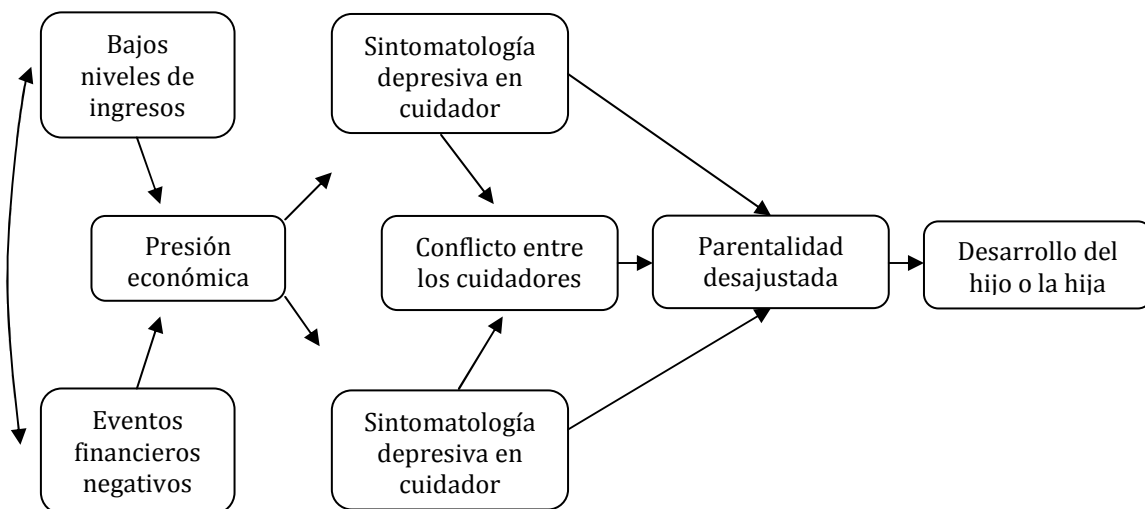 Bajos
niveles de
ingresos
Sintomatología
depresiva en
cuidador
Presión
económica
Conflicto entre
los cuidadores
Parentalidad
desajustada
Desarrollo del
hijo o la hija
Eventos
financieros
negativos
Sintomatología
depresiva en
cuidador